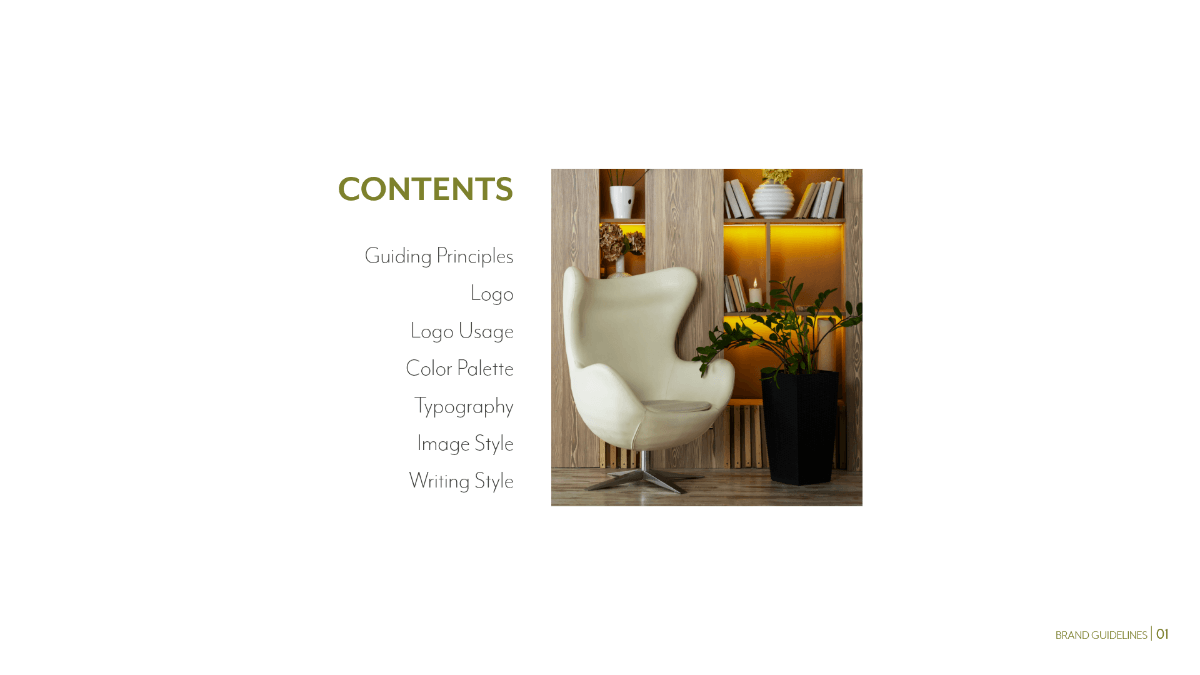 CONTENTS
Guiding Principles
Logo
Logo Usage
Color Palette
Typography
Image Style
Writing Style
BRAND GUIDELINES | 01